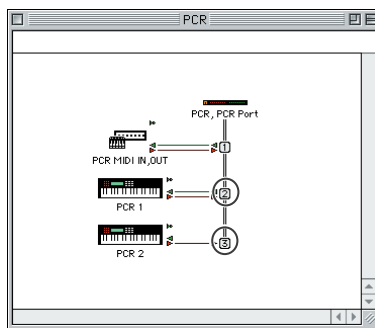 PCR
PCR, PCR Port
PCR MIDI IN,OUT
1
PCR 1
2
PCR 2
3